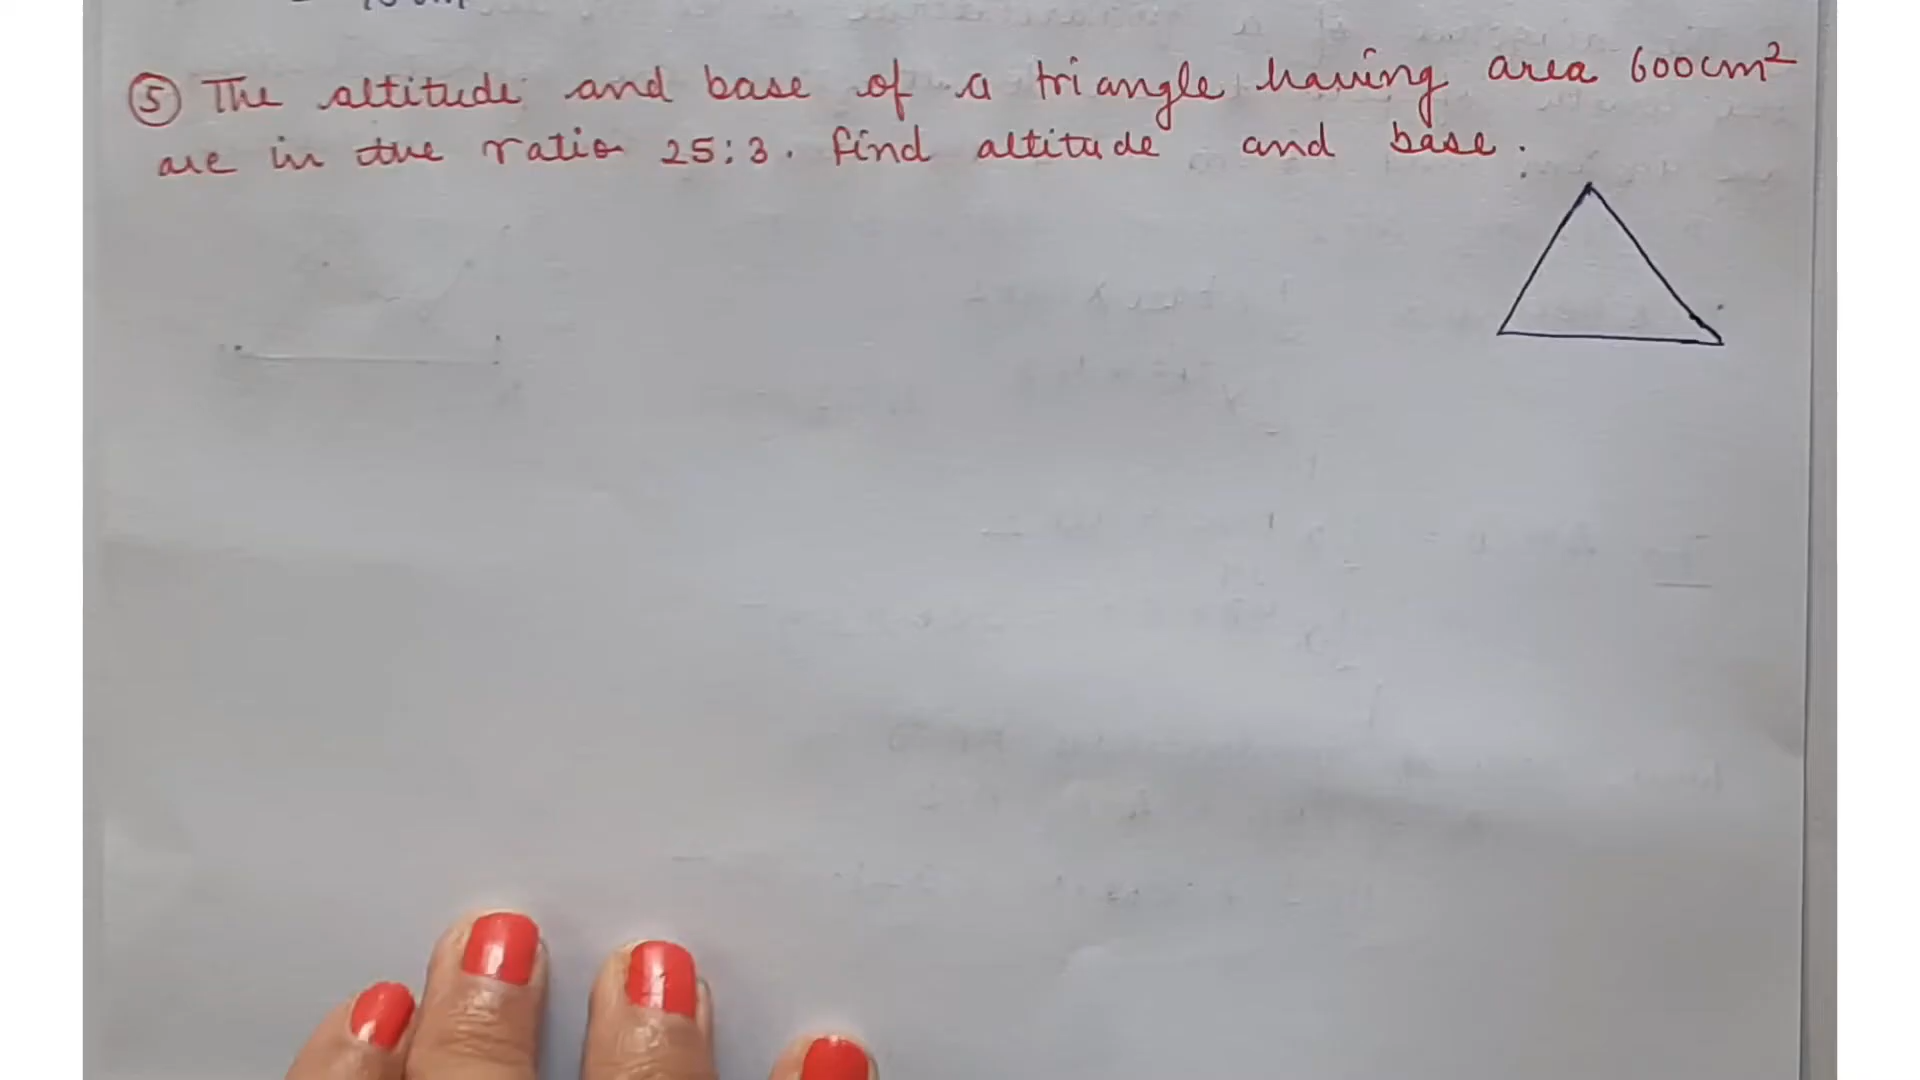 ⑤ The altitude and base of a triangle having area 600cm²
are in the ratio 25:3. Find altitude and base.